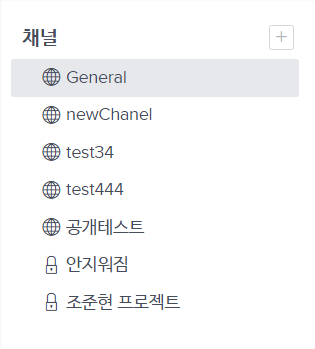 채널
General
newChanel
test34
test444
공개테스트
안지워짐
조준현 프로젝트